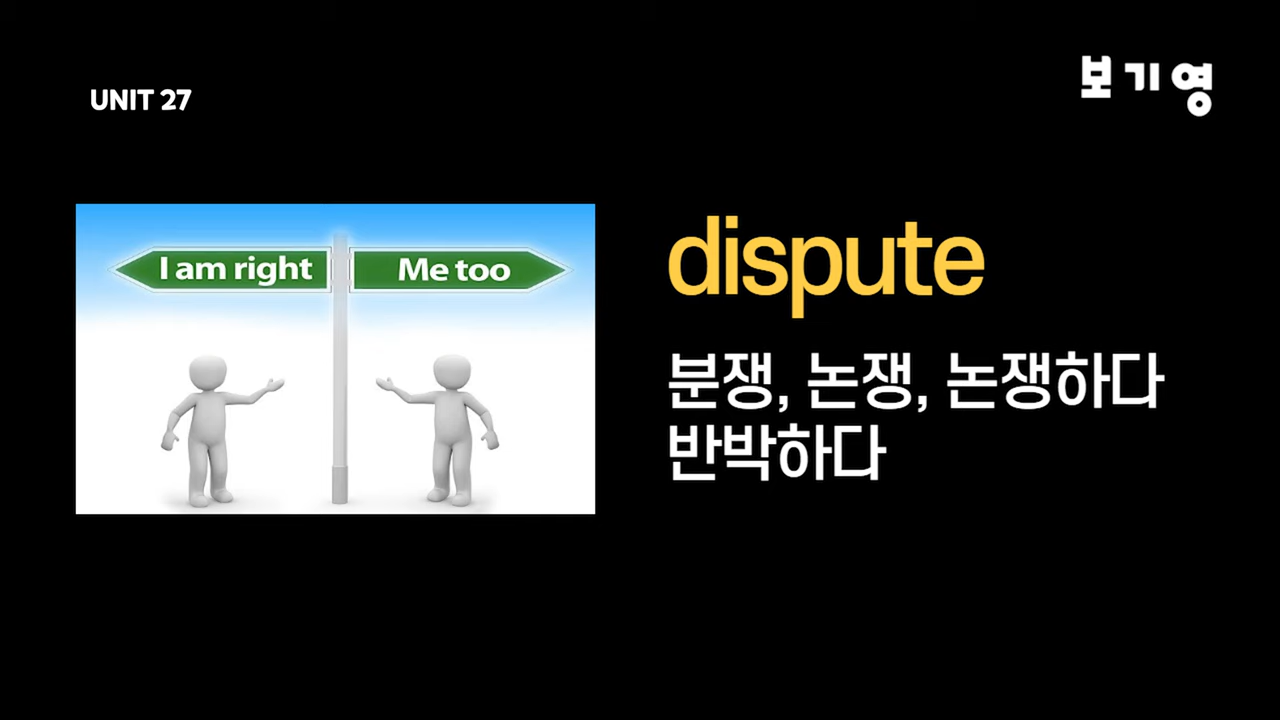 UNIT 27
보기영
I am right
Me too
dispute
분쟁, 논쟁, 논쟁하다
반박하다